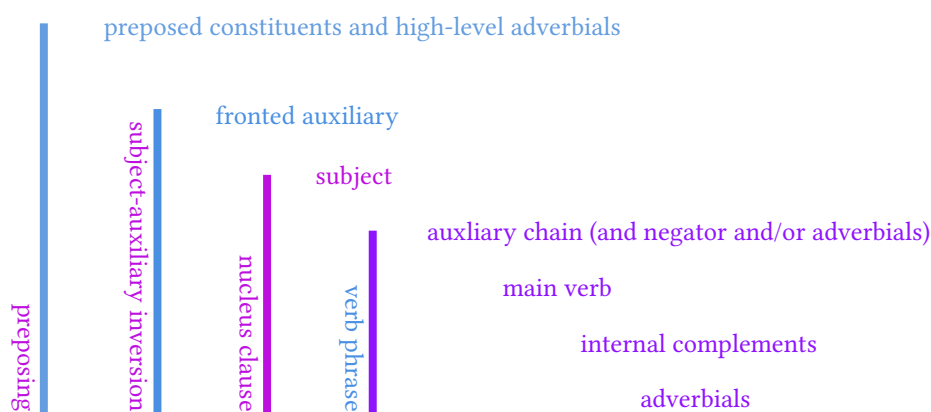 preposed constituents and high-level adverbials
fronted auxiliary
subject
auxliary chain (and negator and/or adverbials)
main verb
internal complements
adverbials
preposing
subject-auxiliary inversion
nucleus clause
verb phrase